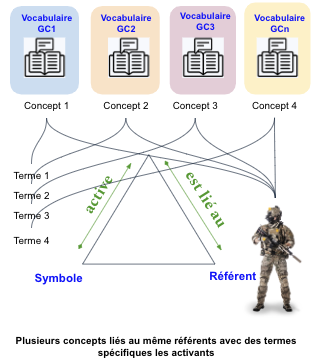 Vocabulaire
GC1
Vocabulaire
GC2
Vocabulaire
GC3
Vocabulaire
GCn
Concept 1
Concept 2
Concept 3
Concept 4
Terme 1
Terme 2
Terme 3
Terme 4
active
est lié au
Symbole
Référent
Plusieurs concepts liés au même référents avec des termes
spécifiques les activants